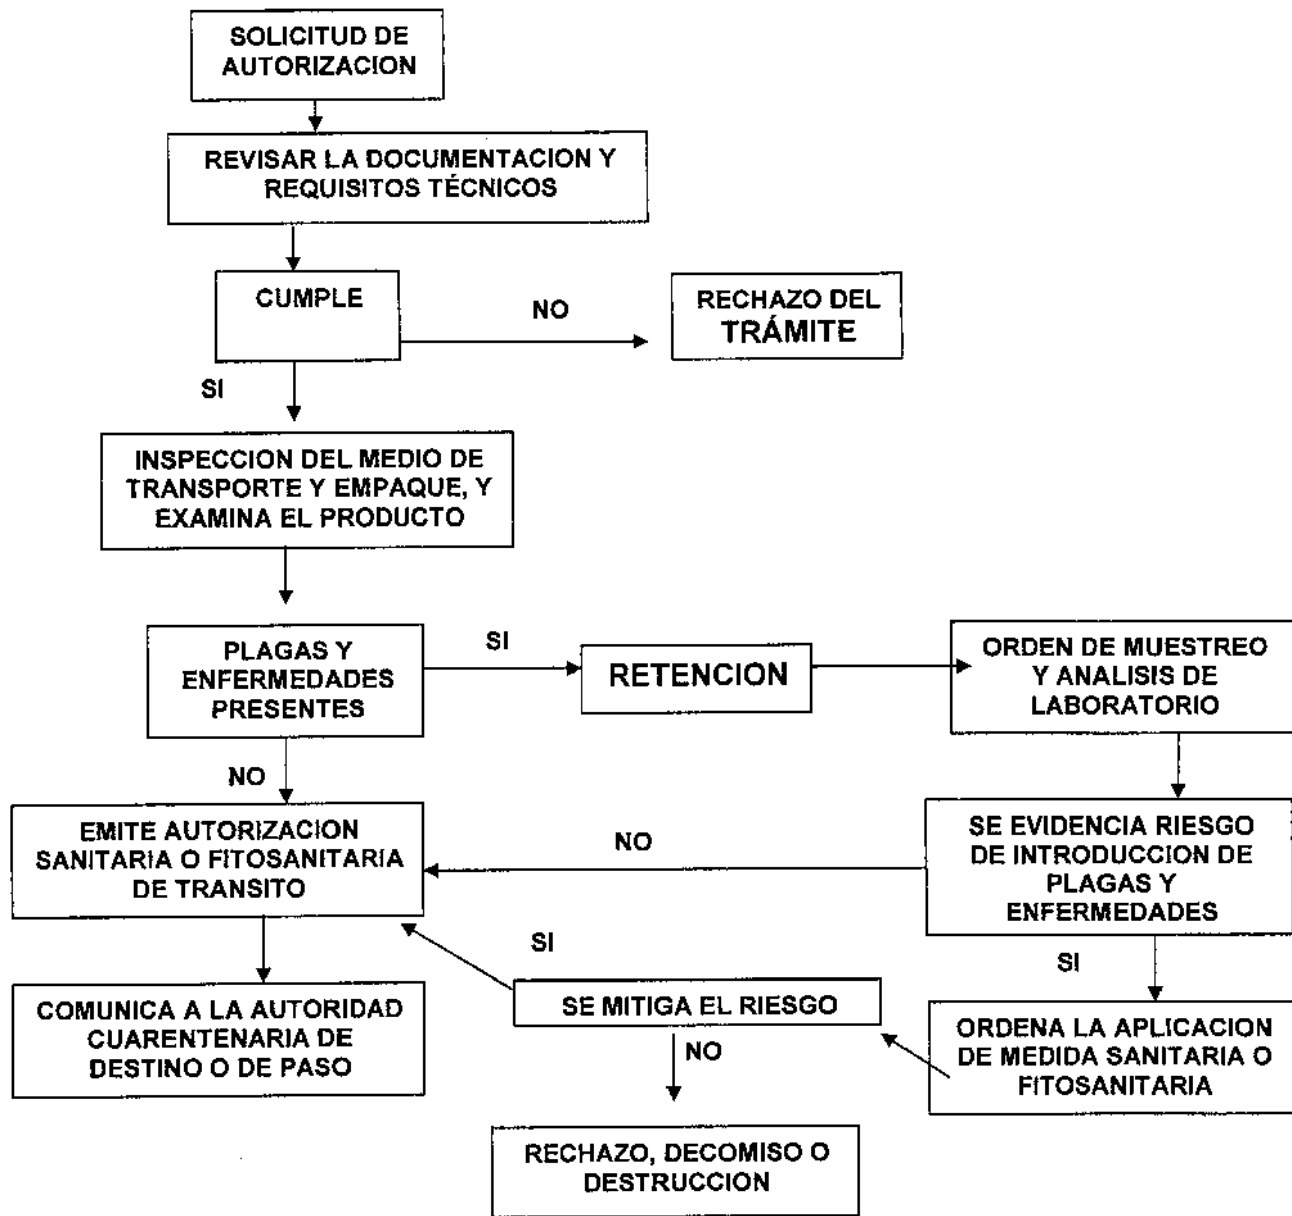 SOLICITUD DE
AUTORIZACION
REVISAR LA DOCUMENTACION Y
REQUISITOS TÉCNICOS
CUMPLE
NO
RECHAZO DEL
TRÁMITE
SI
INSPECCION DEL MEDIO DE
TRANSPORTE Y EMPAQUE, Y
EXAMINA EL PRODUCTO
PLAGAS Y
ENFERMEDADES
PRESENTES
SI
RETENCION
ORDEN DE MUESTREO
Y ANALISIS DE
LABORATORIO
NO
EMITE AUTORIZACION
SANITARIA O FITOSANITARIA
DE TRANSITO
NO
SE EVIDENCIA RIESGO
DE INTRODUCCION DE
PLAGAS Y
ENFERMEDADES
SI
SI
COMUNICA A LA AUTORIDAD
CUARENTENARIA DE
DESTINO O DE PASO
SE MITIGA EL RIESGO
ORDENA LA APLICACION
DE MEDIDA SANITARIA O
FITOSANITARIA
NO
RECHAZO, DECOMISO O
DESTRUCCION